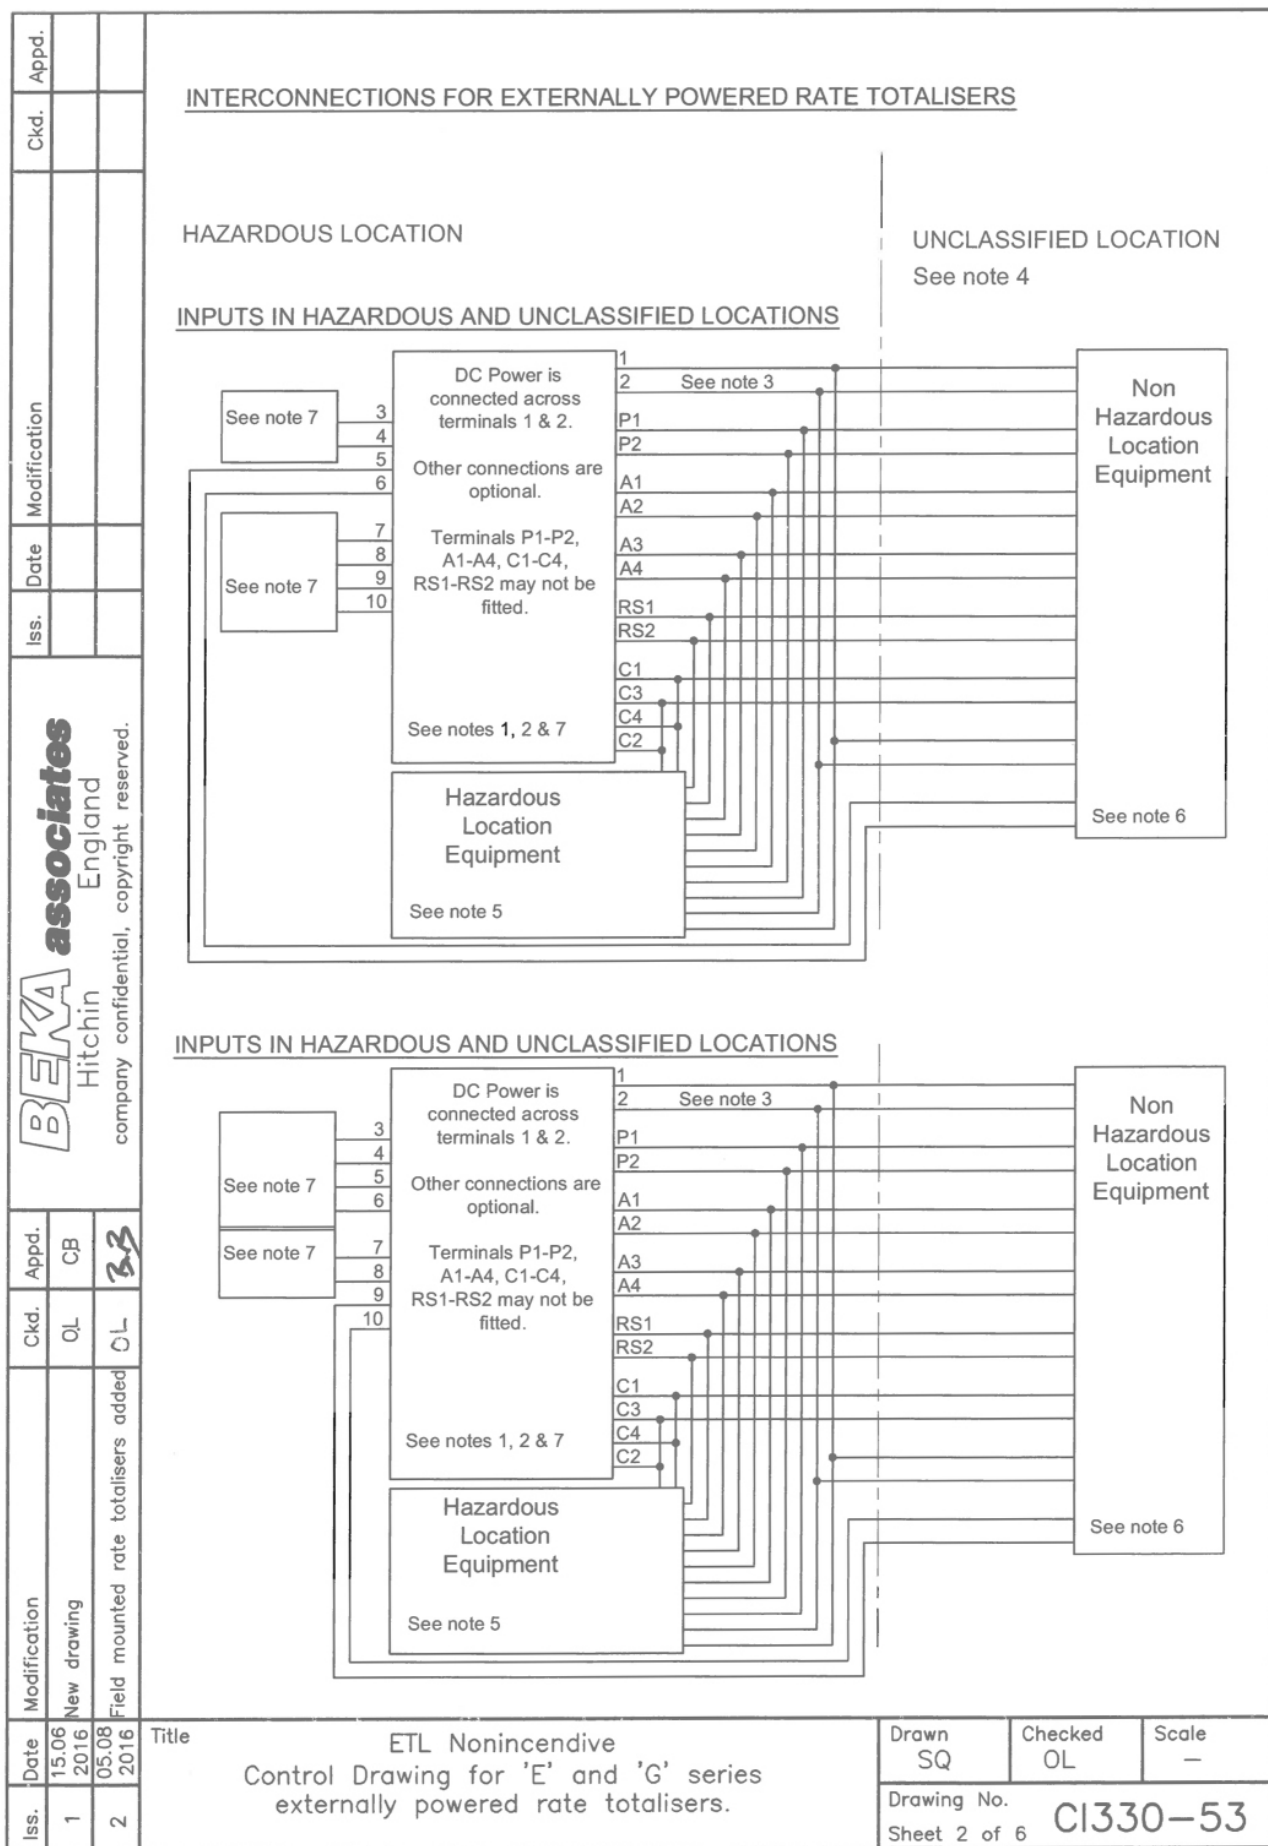 INTERCONNECTIONS FOR EXTERNALLY POWERED RATE TOTALISERS
HAZARDOUS LOCATION
UNCLASSIFIED LOCATION
See note 4
INPUTS IN HAZARDOUS AND UNCLASSIFIED LOCATIONS
See note 7
3
4
5
6
See note 7
7
8
9
10
DC Power is
connected across
terminals 1 & 2.
Other connections are
optional.
Terminals P1-P2,
A1-A4, C1-C4,
RS1-RS2 may not be
fitted.
See notes 1, 2 & 7
1
2
See note 3
P1
P2
A1
A2
A3
A4
RS1
RS2
C1
C3
C4
C2
Non
Hazardous
Location
Equipment
See note 6
Hazardous
Location
Equipment
See note 5
INPUTS IN HAZARDOUS AND UNCLASSIFIED LOCATIONS
See note 7
3
4
5
6
See note 7
7
8
9
10
DC Power is
connected across
terminals 1 & 2.
Other connections are
optional.
Terminals P1-P2,
A1-A4, C1-C4,
RS1-RS2 may not be
fitted.
See notes 1, 2 & 7
1
2
See note 3
P1
P2
A1
A2
A3
A4
RS1
RS2
C1
C3
C4
C2
Non
Hazardous
Location
Equipment
See note 6
Hazardous
Location
Equipment
See note 5
Iss. Date Modification Ckd. Appd.
BEKA associates
Hitchin England
company confidential, copyright reserved.
Iss. Date Modification Ckd. Appd.
1 15.06 2016 New drawing OL CB
2 05.08 2016 Field mounted rate totalisers added OL
Title
ETL Nonincendive
Control Drawing for 'E' and 'G' series
externally powered rate totalisers.
Drawn
SQ
Checked
OL
Scale
—
Drawing No.
CI330-53
Sheet 2 of 6